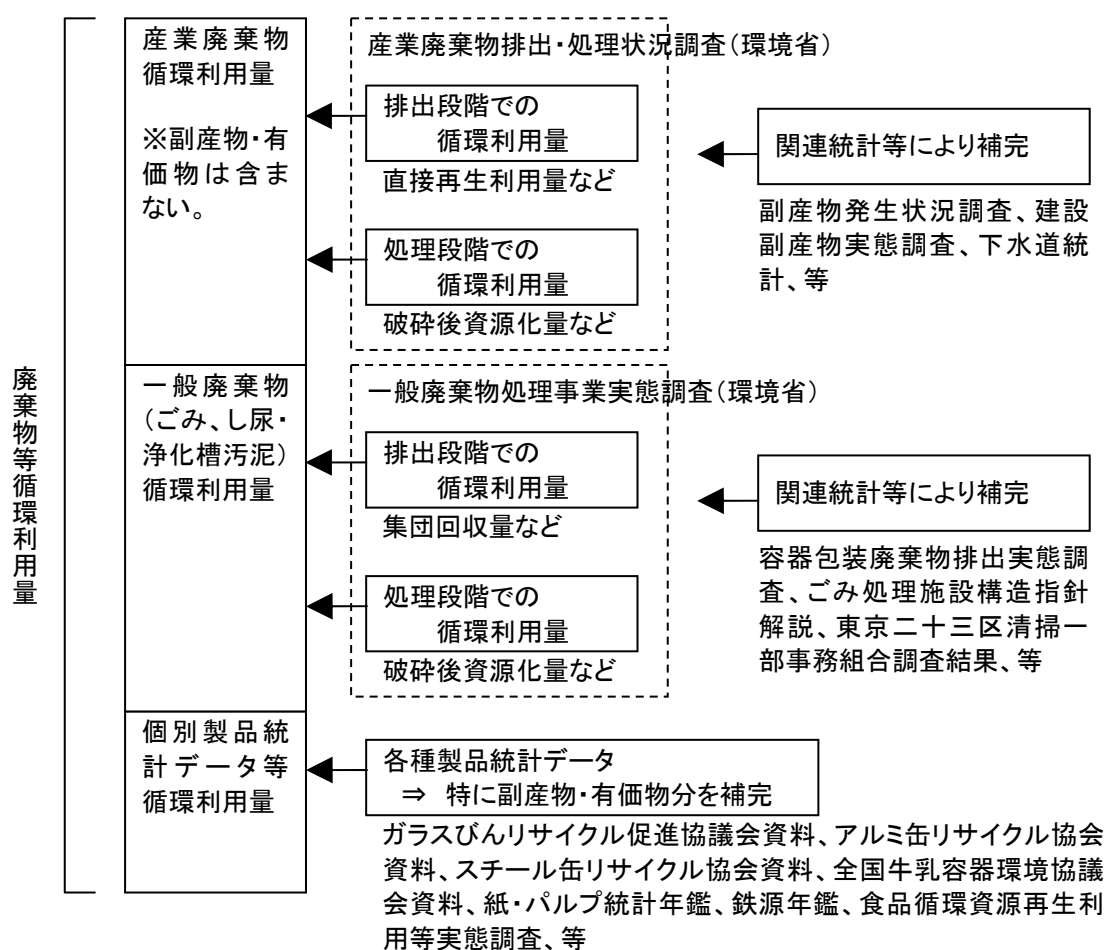 廃棄物等循環利用量
産業廃棄物
循環利用量
※副産物・有
価物は含ま
ない。
産業廃棄物排出・処理状況調査（環境省）
排出段階での
循環利用量
直接再生利用量など
処理段階での
循環利用量
破砕後資源化量など
関連統計等により補完
副産物発生状況調査、建設
副産物実態調査、下水道統
計、等
一般廃棄物
（ごみ、し尿・
浄化槽汚泥）
循環利用量
一般廃棄物処理事業実態調査（環境省）
排出段階での
循環利用量
集団回収量など
処理段階での
循環利用量
破砕後資源化量など
関連統計等により補完
容器包装廃棄物排出実態調
査、ごみ処理施設構造指針
解説、東京二十三区清掃一
部事務組合調査結果、等
個別製品統
計データ等
循環利用量
各種製品統計データ
⇒ 特に副産物・有価物分を補完
ガラスびんリサイクル促進協議会資料、アルミ缶リサイクル協会
資料、スチール缶リサイクル協会資料、全国牛乳容器環境協議
会資料、紙・パルプ統計年鑑、鉄源年鑑、食品循環資源再生利
用等実態調査、等